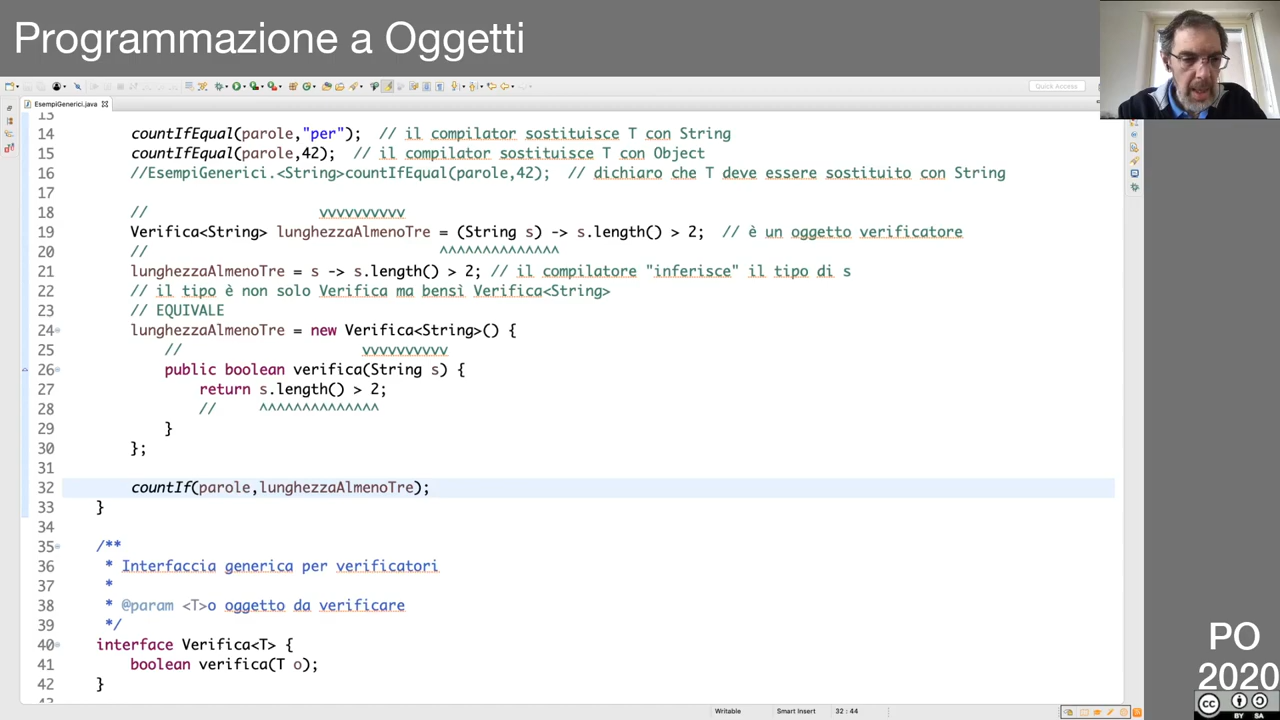 Programmazione a Oggetti
Quick Access
EsempiGenerici.java
13
14 countIfEqual(parole,"per"); // il compilator sostituisce T con String
15 countIfEqual(parole,42); // il compilator sostituisce T con Object
16 //EsempiGenerici.<String>countIfEqual(parole,42); // dichiaro che T deve essere sostituito con String
17
18 // vvvvvvvvvv
19 Verifica<String> lunghezzaAlmenoTre = (String s) -> s.length() > 2; // è un oggetto verificatore
20 // ^^^^^^^^^^^^^^
21 lunghezzaAlmenoTre = s -> s.length() > 2; // il compilatore "inferisce" il tipo di s
22 // il tipo è non solo Verifica ma bensì Verifica<String>
23 // EQUIVALE
24 lunghezzaAlmenoTre = new Verifica<String>() {
25 // vvvvvvvvvv
26 public boolean verifica(String s) {
27 return s.length() > 2;
28 // ^^^^^^^^^^^^^^
29 }
30 };
31
32 countIf(parole,lunghezzaAlmenoTre);
33 }
34
35 /**
36 * Interfaccia generica per verificatori
37 *
38 * @param <T>o oggetto da verificare
39 */
40 interface Verifica<T> {
41 boolean verifica(T o);
42 }
Writable Smart Insert 32 : 44
PO
2020
CC BY SA